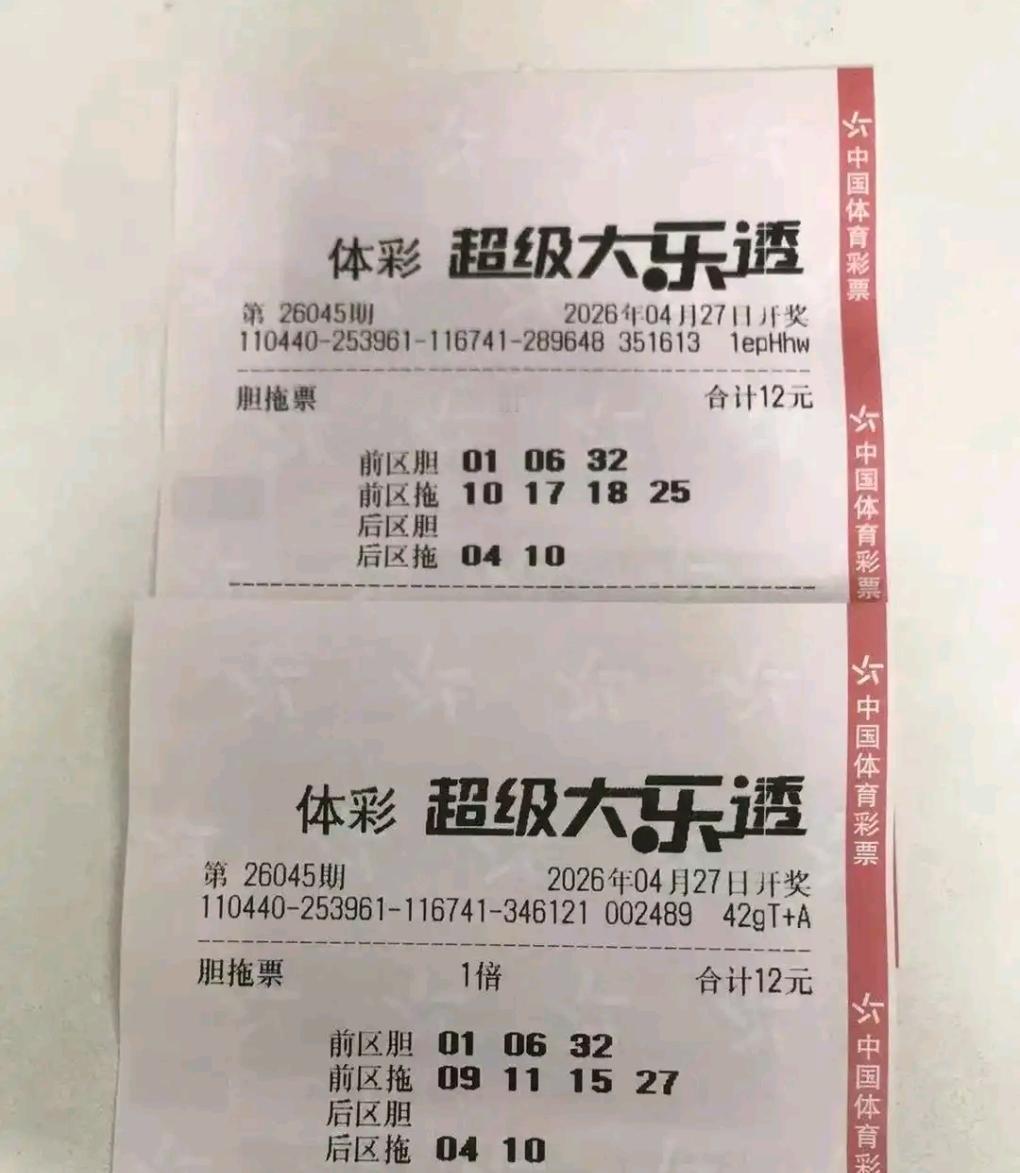 体彩 超级大乐透
第 26045期 2026年04月27日开奖
110440-253961-116741-289648 351613 1epHhw
胆拖票 合计12元
前区胆 01 06 32
前区拖 10 17 18 25
后区胆
后区拖 04 10
中国体育彩票
中国体育彩票
体彩 超级大乐透
第 26045期 2026年04月27日开奖
110440-253961-116741-346121 002489 42gT+A
胆拖票 1倍 合计12元
前区胆 01 06 32
前区拖 09 11 15 27
后区胆
后区拖 04 10
中国体育彩票
中国体育彩